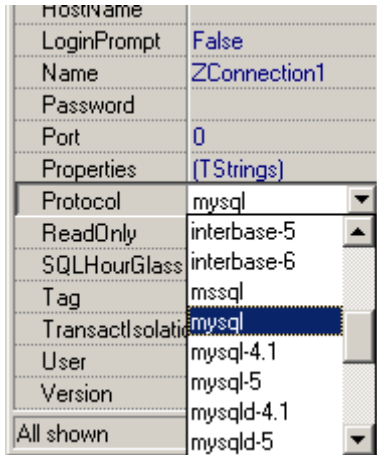 HostName
LoginPrompt False
Name ZConnection1
Password
Port 0
Properties (TStrings)
Protocol mysql
ReadOnly interbase-5
SQLHourGlass interbase-6
Tag mssql
TransactIsolatio mysql
User mysql-4.1
Version mysql-5
mysqld-4.1
All shown mysqld-5